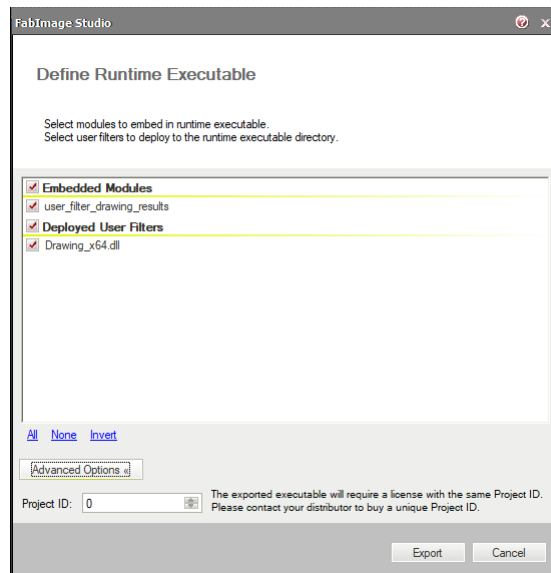 FabImage Studio
Define Runtime Executable
Select modules to embed in runtime executable.
Select user filters to deploy to the runtime executable directory.
Embedded Modules
user_filter_drawing_results
Deployed User Filters
Drawing_x64.dll
All None Invert
Advanced Options «
Project ID: 0
The exported executable will require a license with the same Project ID.
Please contact your distributor to buy a unique Project ID.
Export Cancel